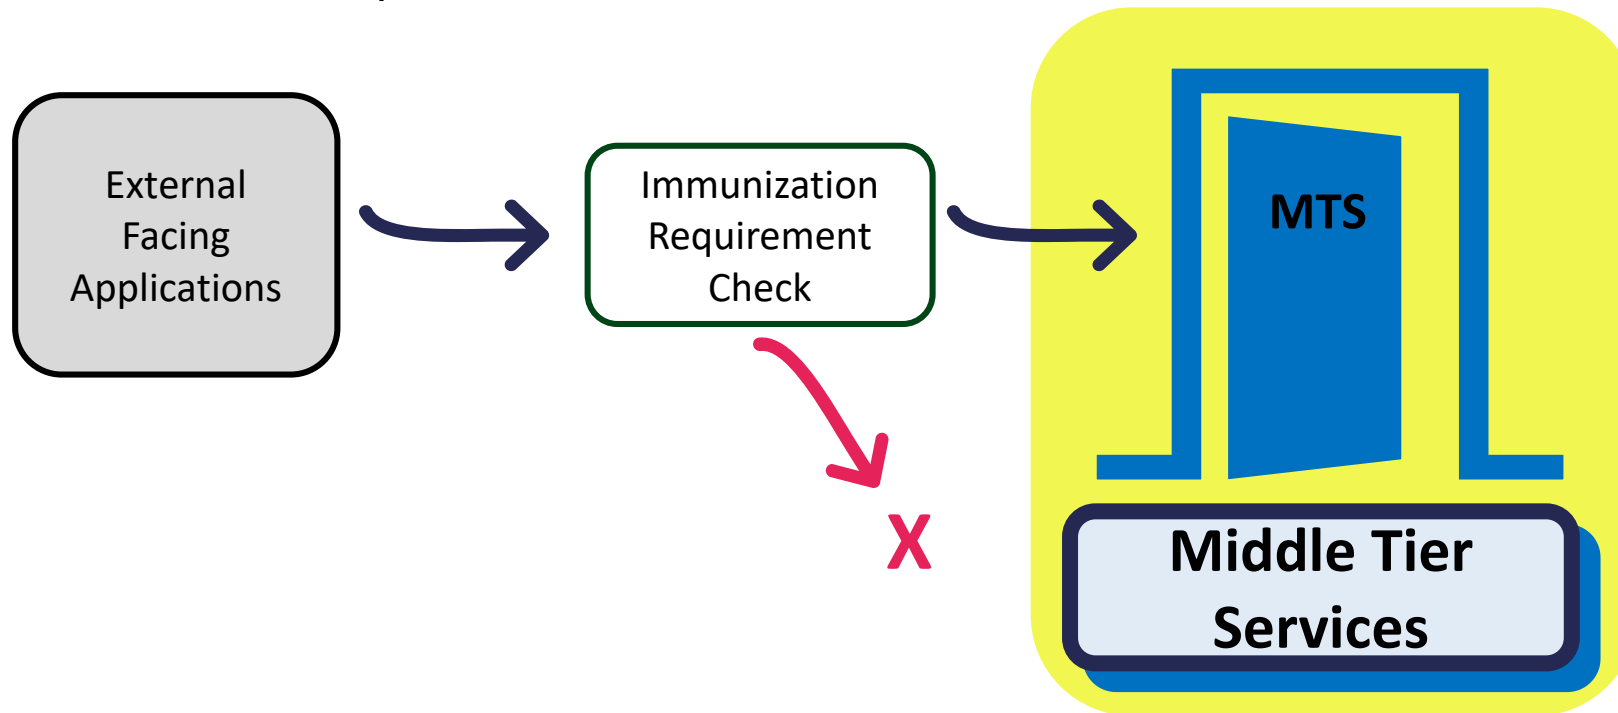 External
Facing
Applications
Immunization
Requirement
Check
X
MTS
Middle Tier
Services